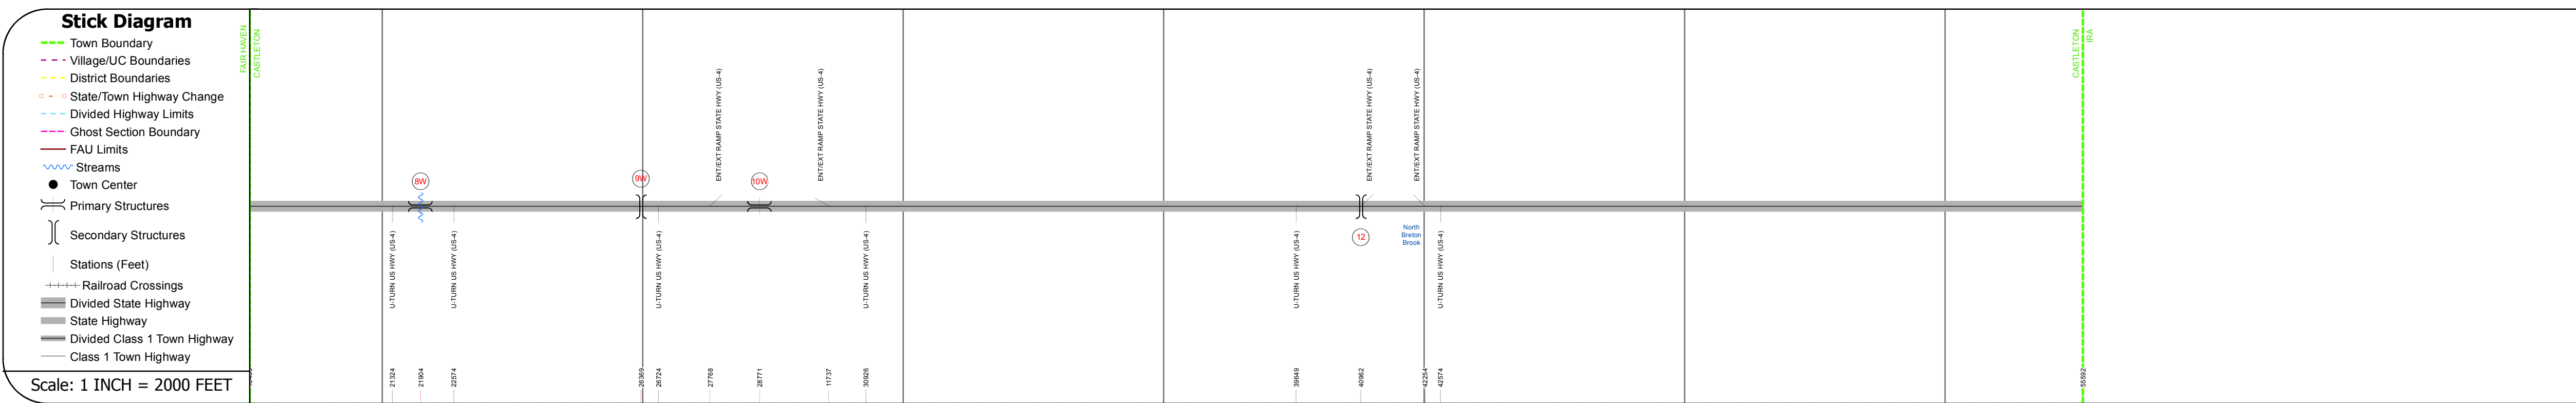 Stick Diagram
Town Boundary
Village/UC Boundaries
District Boundaries
State/Town Highway Change
Divided Highway Limits
Ghost Section Boundary
FAU Limits
Streams
Town Center
Primary Structures
Secondary Structures
Stations (Feet)
Railroad Crossings
Divided State Highway
State Highway
Divided Class 1 Town Highway
Class 1 Town Highway
Scale: 1 INCH = 2000 FEET
FAIR HAVEN
CASTLETON
CASTLETON
IRA
ENT/EXT RAMP STATE HWY (US-4)
ENT/EXT RAMP STATE HWY (US-4)
ENT/EXT RAMP STATE HWY (US-4)
ENT/EXT RAMP STATE HWY (US-4)
8W
9W
10W
12
North
Breton
Brook
U-TURN US HWY (US-4)
U-TURN US HWY (US-4)
U-TURN US HWY (US-4)
U-TURN US HWY (US-4)
U-TURN US HWY (US-4)
U-TURN US HWY (US-4)
21324
21904
22574
26369
26724
27768
28771
11737
30926
39649
40962
42254
42574
55592